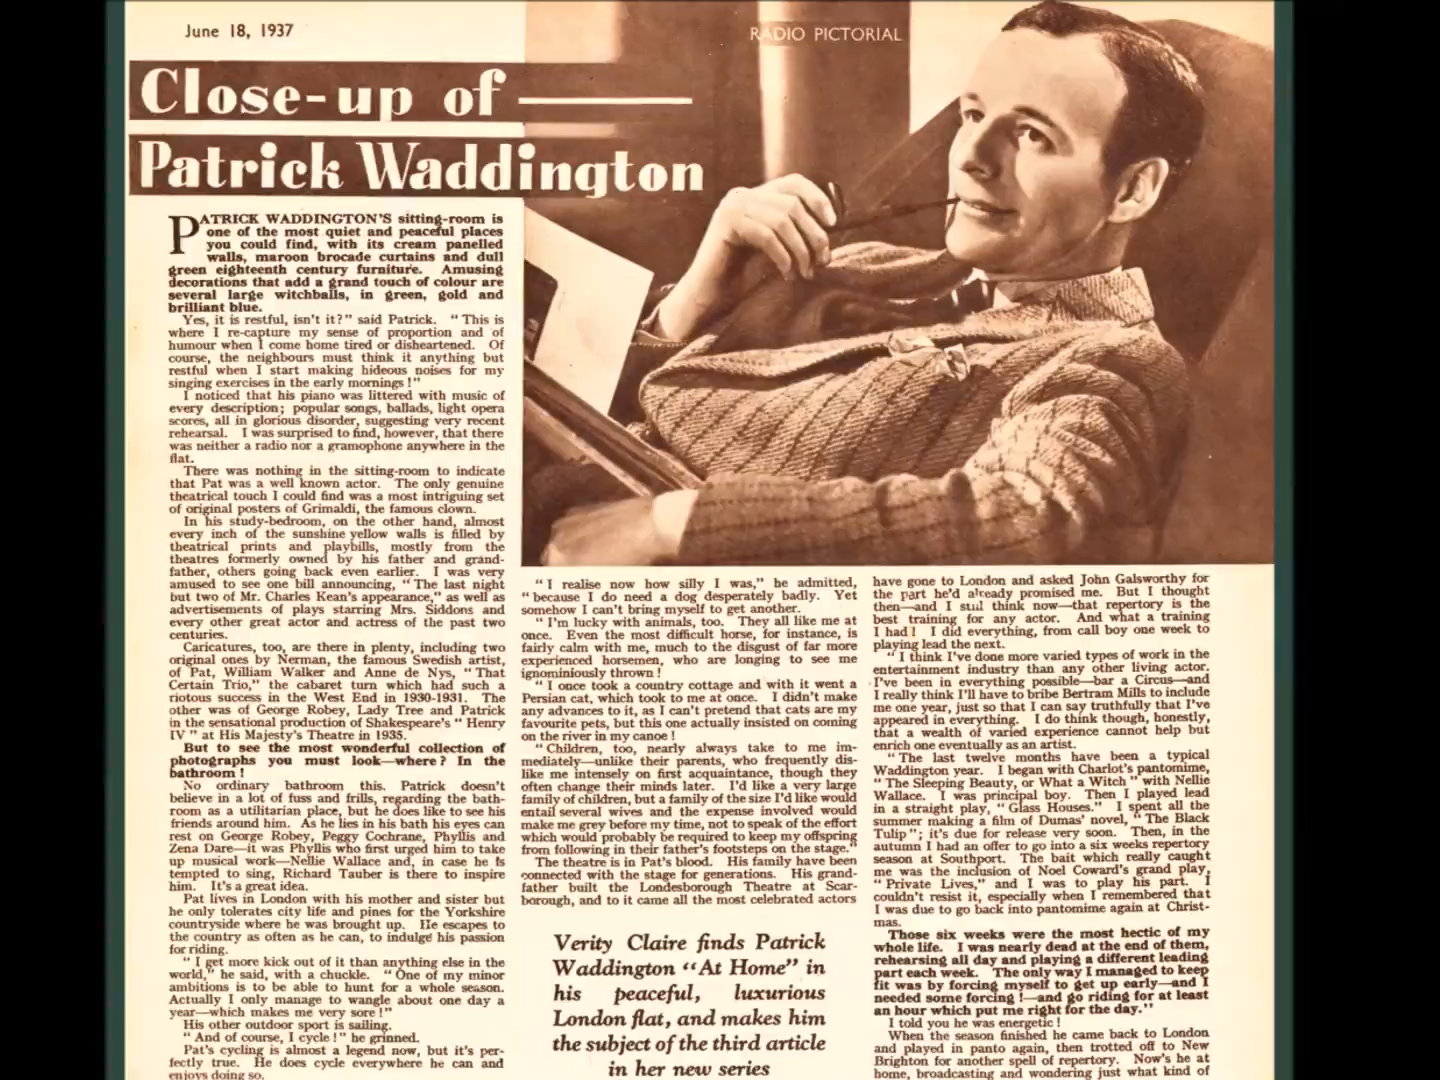 June 18, 1937
RADIO PICTORIAL
Close-up of
Patrick Waddington
PATRICK WADDINGTON'S sitting-room is
one of the most quiet and peaceful places
you could find, with its cream panelled
walls, maroon brocade curtains and dull
green eighteenth century furniture. Amusing
decorations that add a grand touch of colour are
several large witchballs, in green, gold and
brilliant blue.
Yes, it is restful, isn't it?" said Patrick. "This is
where I re-capture my sense of proportion and of
humour when I come home tired or disheartened. Of
course, the neighbours must think it anything but
restful when I start making hideous noises for my
singing exercises in the early mornings!"
I noticed that his piano was littered with music of
every description; popular songs, ballads, light opera
scores, all in glorious disorder, suggesting very recent
rehearsal. I was surprised to find, however, that there
was neither a radio nor a gramophone anywhere in the
flat.
There was nothing in the sitting-room to indicate
that Pat was a well known actor. The only genuine
theatrical touch I could find was a most intriguing set
of original posters of Grimaldi, the famous clown.
In his study-bedroom, on the other hand, almost
every inch of the sunshine yellow walls is filled by
theatrical prints and playbills, mostly from the
theatres formerly owned by his father and grand-
father, others going back even earlier. I was very
amused to see one bill announcing, "The last night
but two of Mr. Charles Kean's appearance," as well as
advertisements of plays starring Mrs. Siddons and
every other great actor and actress of the past two
centuries.
Caricatures, too, are there in plenty, including two
original ones by Nerman, the famous Swedish artist,
of Pat, William Walker and Anne de Nys, "That
Certain Trio," the cabaret turn which had such a
riotous success in the West End in 1930-1931. The
other was of George Robey, Lady Tree and Patrick
in the sensational production of Shakespeare's "Henry
IV" at His Majesty's Theatre in 1935.
But to see the most wonderful collection of
photographs you must look—where? In the
bathroom!
No ordinary bathroom this. Patrick doesn't
believe in a lot of fuss and frills, regarding the bath-
room as a utilitarian place, but he does like to see his
friends around him. As he lies in his bath his eyes can
rest on George Robey, Peggy Cochrane, Phyllis and
Zena Dare—it was Phyllis who first urged him to take
up musical work—Nellie Wallace and, in case he is
tempted to sing, Richard Tauber is there to inspire
him. It's a great idea.
Pat lives in London with his mother and sister but
he only tolerates city life and pines for the Yorkshire
countryside where he was brought up. He escapes to
the country as often as he can, to indulge his passion
for riding.
"I get more kick out of it than anything else in the
world," he said, with a chuckle. "One of my minor
ambitions is to be able to hunt for a whole season.
Actually I only manage to wangle about one day a
year—which makes me very sore!"
His other outdoor sport is sailing.
"And of course, I cycle!" he grinned.
Pat's cycling is almost a legend now, but it's per-
fectly true. He does cycle everywhere he can and
enjoys doing so.
"I realise now how silly I was," he admitted,
"because I do need a dog desperately badly. Yet
somehow I can't bring myself to get another.
"I'm lucky with animals, too. They all like me at
once. Even the most difficult horse, for instance, is
fairly calm with me, much to the disgust of far more
experienced horsemen, who are longing to see me
ignominiously thrown!
"I once took a country cottage and with it went a
Persian cat, which took to me at once. I didn't make
any advances to it, as I can't pretend that cats are my
favourite pets, but this one actually insisted on coming
on the river in my canoe!
"Children, too, nearly always take to me im-
mediately—unlike their parents, who frequently dis-
like me intensely on first acquaintance, though they
often change their minds later. I'd like a very large
family of children, but a family of the size I'd like would
entail several wives and the expense involved would
make me grey before my time, not to speak of the effort
which would probably be required to keep my offspring
from following in their father's footsteps on the stage."
The theatre is in Pat's blood. His family have been
connected with the stage for generations. His grand-
father built the Londesborough Theatre at Scar-
borough, and to it came all the most celebrated actors
Verity Claire finds Patrick
Waddington "At Home" in
his peaceful, luxurious
London flat, and makes him
the subject of the third article
in her new series
have gone to London and asked John Galsworthy for
the part he'd already promised me. But I thought
then—and I still think now—that repertory is the
best training for any actor. And what a training
I had! I did everything, from call boy one week to
playing lead the next.
"I think I've done more varied types of work in the
entertainment industry than any other living actor.
I've been in everything possible—bar a Circus—and
I really think I'll have to bribe Bertram Mills to include
me one year, just so that I can say truthfully that I've
appeared in everything. I do think though, honestly,
that a wealth of varied experience cannot help but
enrich one eventually as an artist.
"The last twelve months have been a typical
Waddington year. I began with Charlot's pantomime,
"The Sleeping Beauty, or What a Witch" with Nellie
Wallace. I was principal boy. Then I played lead
in a straight play, "Glass Houses." I spent all the
summer making a film of Dumas' novel, "The Black
Tulip"; it's due for release very soon. Then, in the
autumn I had an offer to go into a six weeks repertory
season at Southport. The bait which really caught
me was the inclusion of Noel Coward's grand play,
"Private Lives," and I was to play his part. I
couldn't resist it, especially when I remembered that
I was due to go back into pantomime again at Christ-
mas.
Those six weeks were the most hectic of my
whole life. I was nearly dead at the end of them,
rehearsing all day and playing a different leading
part each week. The only way I managed to keep
fit was by forcing myself to get up early—and I
needed some forcing!—and go riding for at least
an hour which put me right for the day."
I told you he was energetic!
When the season finished he came back to London
and played in panto again, then trotted off to New
Brighton for another spell of repertory. Now's he at
home, broadcasting and wondering just what kind of